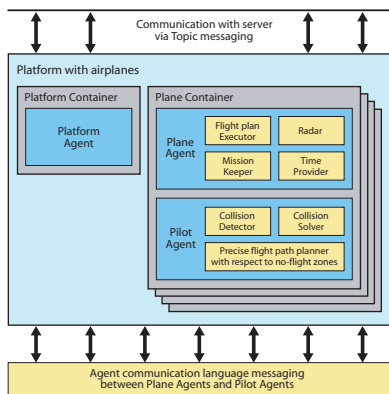 Communication with server
via Topic messaging
Platform with airplanes
Platform Container
Platform
Agent
Plane Container
Plane
Agent
Flight plan
Executor
Radar
Mission
Keeper
Time
Provider
Pilot
Agent
Collision
Detector
Collision
Solver
Precise flight path planner
with respect to no-flight zones
Agent communication language messaging
between Plane Agents and Pilot Agents